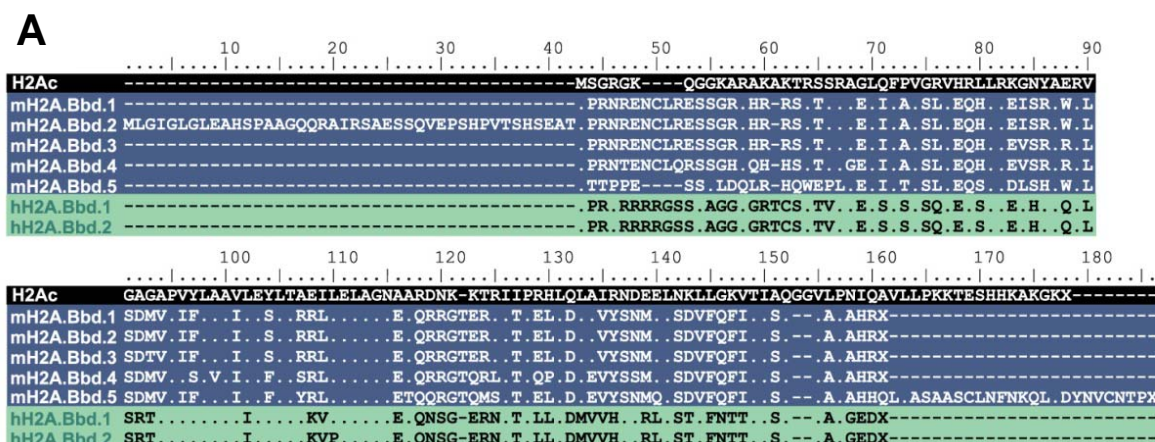 A
10 20 30 40 50 60 70 80 90
H2Ac ------------------------------------------MSGRGK----QGGKARAKAKTRSSRAGLQFPVGRVHRLLRKGNYAERV
mH2A.Bbd.1 ------------------------------------------.PRNRENCLRESSGR.HR-RS.T...E.I.A.SL.EQH..EISR.W.L
mH2A.Bbd.2 MLGIGLGLEAHSPAAGQQRAIRSAESSQVEPSHPVTSHSEAT.PRNRENCLRESSGR.HR-RS.T...E.I.A.SL.EQH..EISR.W.L
mH2A.Bbd.3 ------------------------------------------.PRNRENCLRESSGR.HR-RS.T...E.I.A.SL.EQH..EISR.W.L
mH2A.Bbd.4 ------------------------------------------.PRNTENCLQRSSGH.QH-HS.T..GE.I.A.SL.EQH..EVSR.R.L
mH2A.Bbd.5 ------------------------------------------.TTPPE----SS.LDQLR-HQWEPL.E.I.T.SL.EQS..DLSH.W.L
hH2A.Bbd.1 ------------------------------------------.PR.RRRRGSS.AGG.GRTCS.TV..E.S.S.SQ.E.S..E.H..Q.L
hH2A.Bbd.2 ------------------------------------------.PR.RRRRGSS.AGG.GRTCS.TV..E.S.S.SQ.E.S..E.H..Q.L
100 110 120 130 140 150 160 170 180
H2Ac GAGAPVYLAAVLEYLTAEILELAGNAARDNK-KTRIIPRHLQLAIRNDEELNKLLGKVTIAQGGVLPNIQAVLLPKKTESHHKAKGKX--------
mH2A.Bbd.1 SDMV.IF...I..S..RRL......E.QRRGTER..T.EL.D..VYSNM..SDVFQFI..S.--.A.AHRX-------------------------
mH2A.Bbd.2 SDMV.IF...I..S..RRL......E.QRRGTER..T.EL.D..VYSNM..SDVFQFI..S.--.A.AHRX-------------------------
mH2A.Bbd.3 SDTV.IF...I..S..RRL......E.QRRGTER..T.EL.D..VYSNM..SDVFQFI..S.--.A.AHRX-------------------------
mH2A.Bbd.4 SDMV..S.V.I..F..SRL......E.QRRGTQRL.T.QP.D.EVYSSM..SDVFQFI..S.--.A.AHRX-------------------------
mH2A.Bbd.5 SDMV.IF...I..F..YRL......ETQQRGTQMS.T.EL.D.EVYSNMQ.SDVFQFI..S.--.A.AHHQL.ASAASCLNFNKQL.DYNVCNTPX
hH2A.Bbd.1 SRT........I.....KV......E.QNSG-ERN.T.LL.DMVVH..RL.ST.FNTT..S.--.A.GEDX-------------------------
hH2A.Bbd.2 SRT........I.....KVP.....E.QNSG-ERN.T.LL.DMVVH..RL.ST.FNTT..S.--.A.GEDX-------------------------